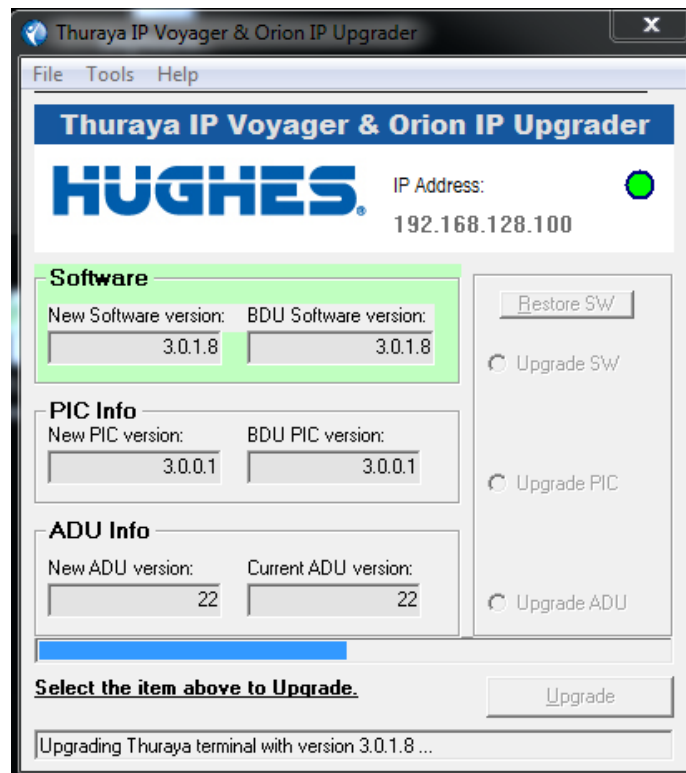 Thuraya IP Voyager & Orion IP Upgrader
x
File Tools Help
Thuraya IP Voyager & Orion IP Upgrader
HUGHES®
IP Address:
192.168.128.100
Software
New Software version: BDU Software version:
3.0.1.8 3.0.1.8
Restore SW
Upgrade SW
PIC Info
New PIC version: BDU PIC version:
3.0.0.1 3.0.0.1
Upgrade PIC
ADU Info
New ADU version: Current ADU version:
22 22
Upgrade ADU
Select the item above to Upgrade.
Upgrade
Upgrading Thuraya terminal with version 3.0.1.8 ...